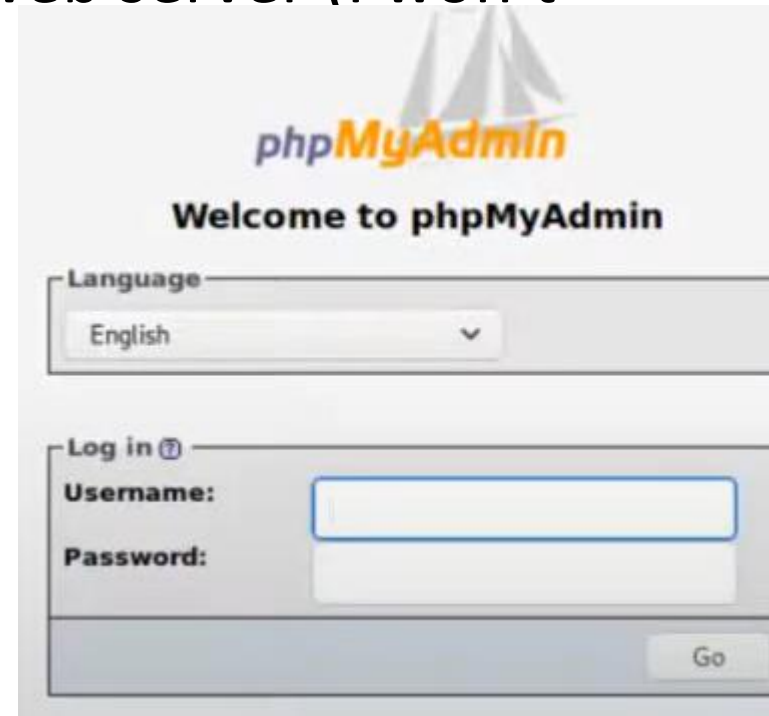 phpMyAdmin
Welcome to phpMyAdmin
Language
English
Log in
Username:
Password:
Go